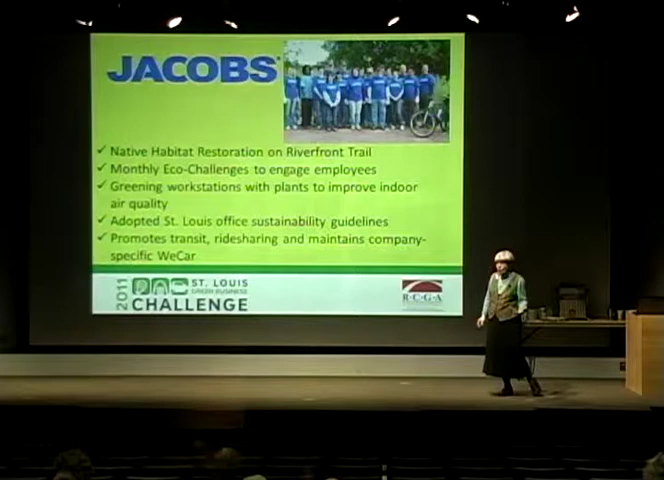 JACOBS
✓ Native Habitat Restoration on Riverfront Trail
✓ Monthly Eco-Challenges to engage employees
✓ Greening workstations with plants to improve indoor
air quality
✓ Adopted St. Louis office sustainability guidelines
✓ Promotes transit, ridesharing and maintains company-
specific WeCar
2011
ST. LOUIS
GREEN BUSINESS
CHALLENGE
R·C·G·A